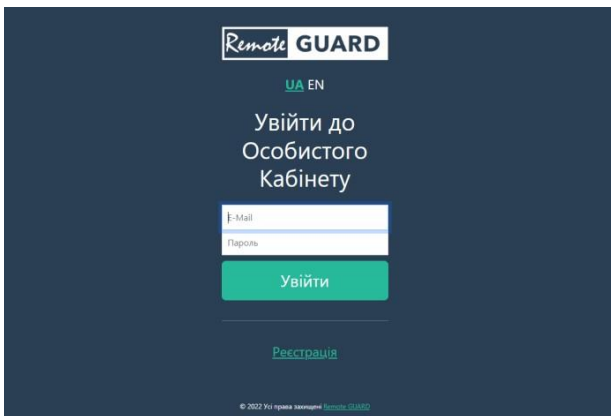 Remote GUARD
UA EN
Увійти до
Особистого
Кабінету
E-Mail
Пароль
Увійти
Реєстрація
© 2022 Усі права захищені Remote GUARD